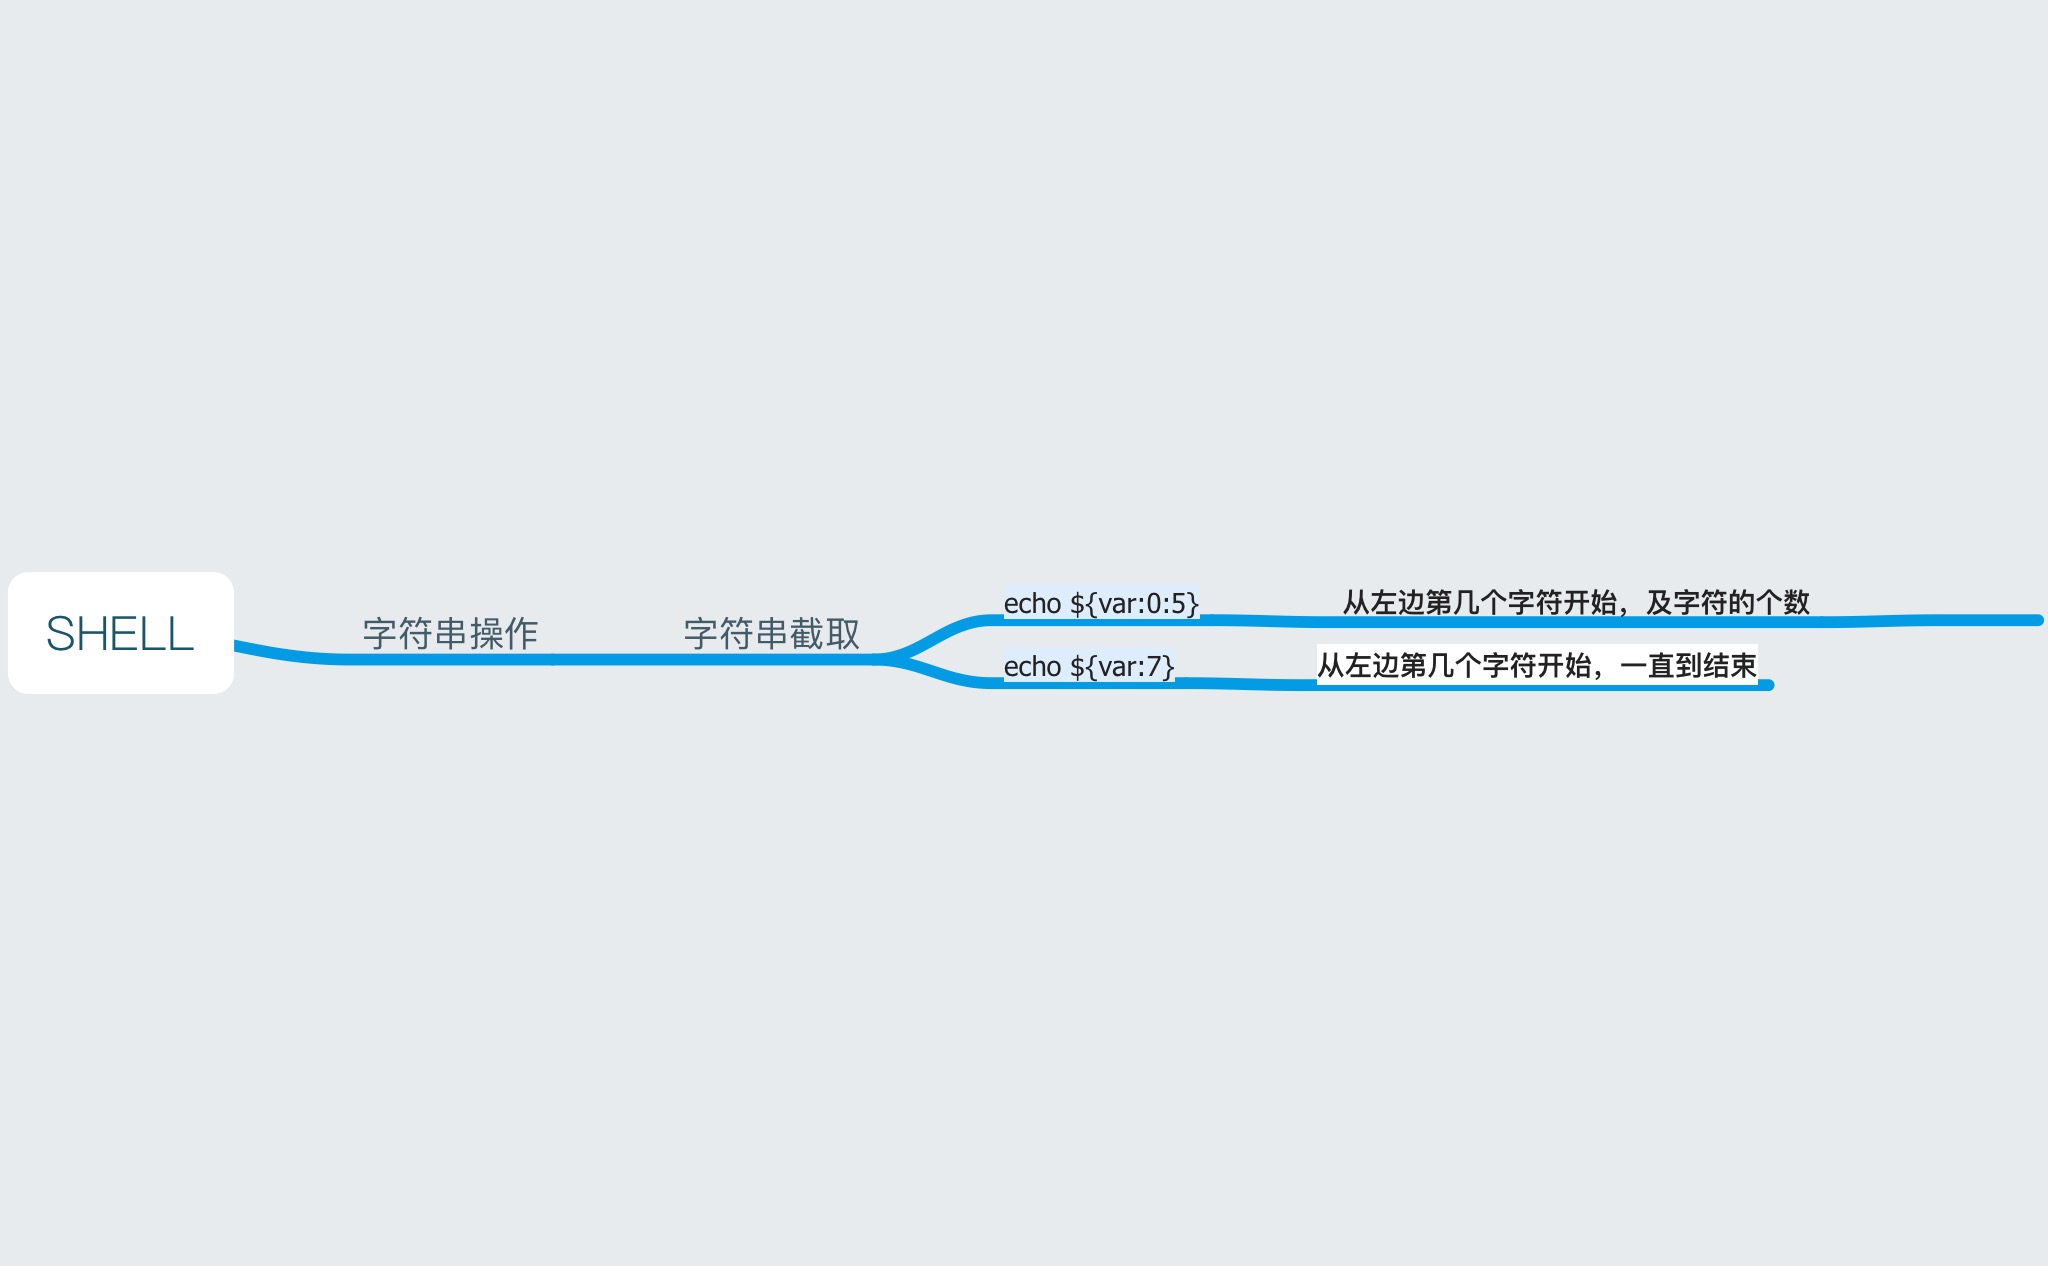 SHELL
字符串操作
字符串截取
echo ${var:0:5}
从左边第几个字符开始，及字符的个数
echo ${var:7}
从左边第几个字符开始，一直到结束